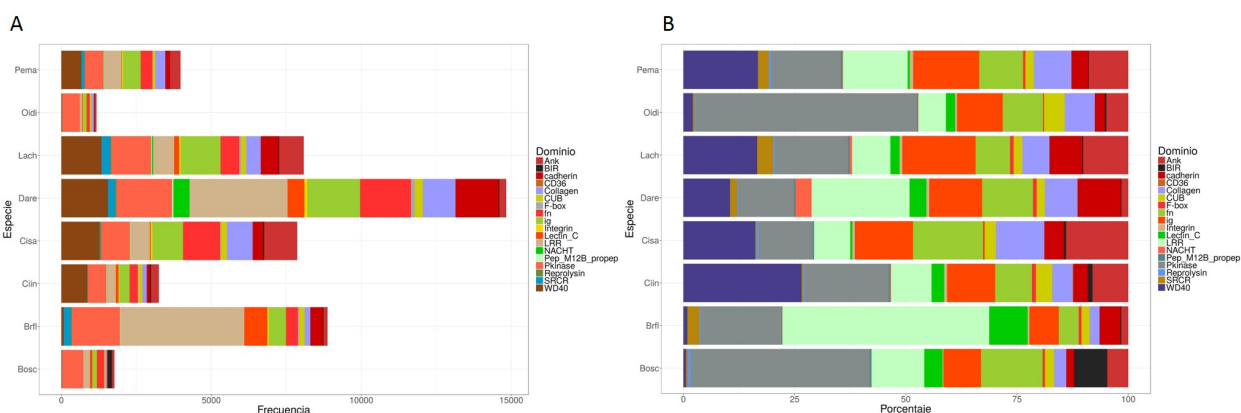 A
B
Especie
Pema
Oidi
Lach
Dare
Cisa
Ciin
Brfl
Bosc
0
5000
10000
15000
Frecuencia
Dominio
Ank
BIR
cadherin
CD36
Collagen
CUB
F-box
fn
ig
Integrin
Lectin_C
LRR
NACHT
Pep_M12B_propep
Pkinase
Reprolysin
SRCR
WD40
Especie
Pema
Oidi
Lach
Dare
Cisa
Ciin
Brfl
Bosc
0
25
50
75
100
Porcentaje
Dominio
Ank
BIR
cadherin
CD36
Collagen
CUB
F-box
fn
ig
Integrin
Lectin_C
LRR
NACHT
Pep_M12B_propep
Pkinase
Reprolysin
SRCR
WD40